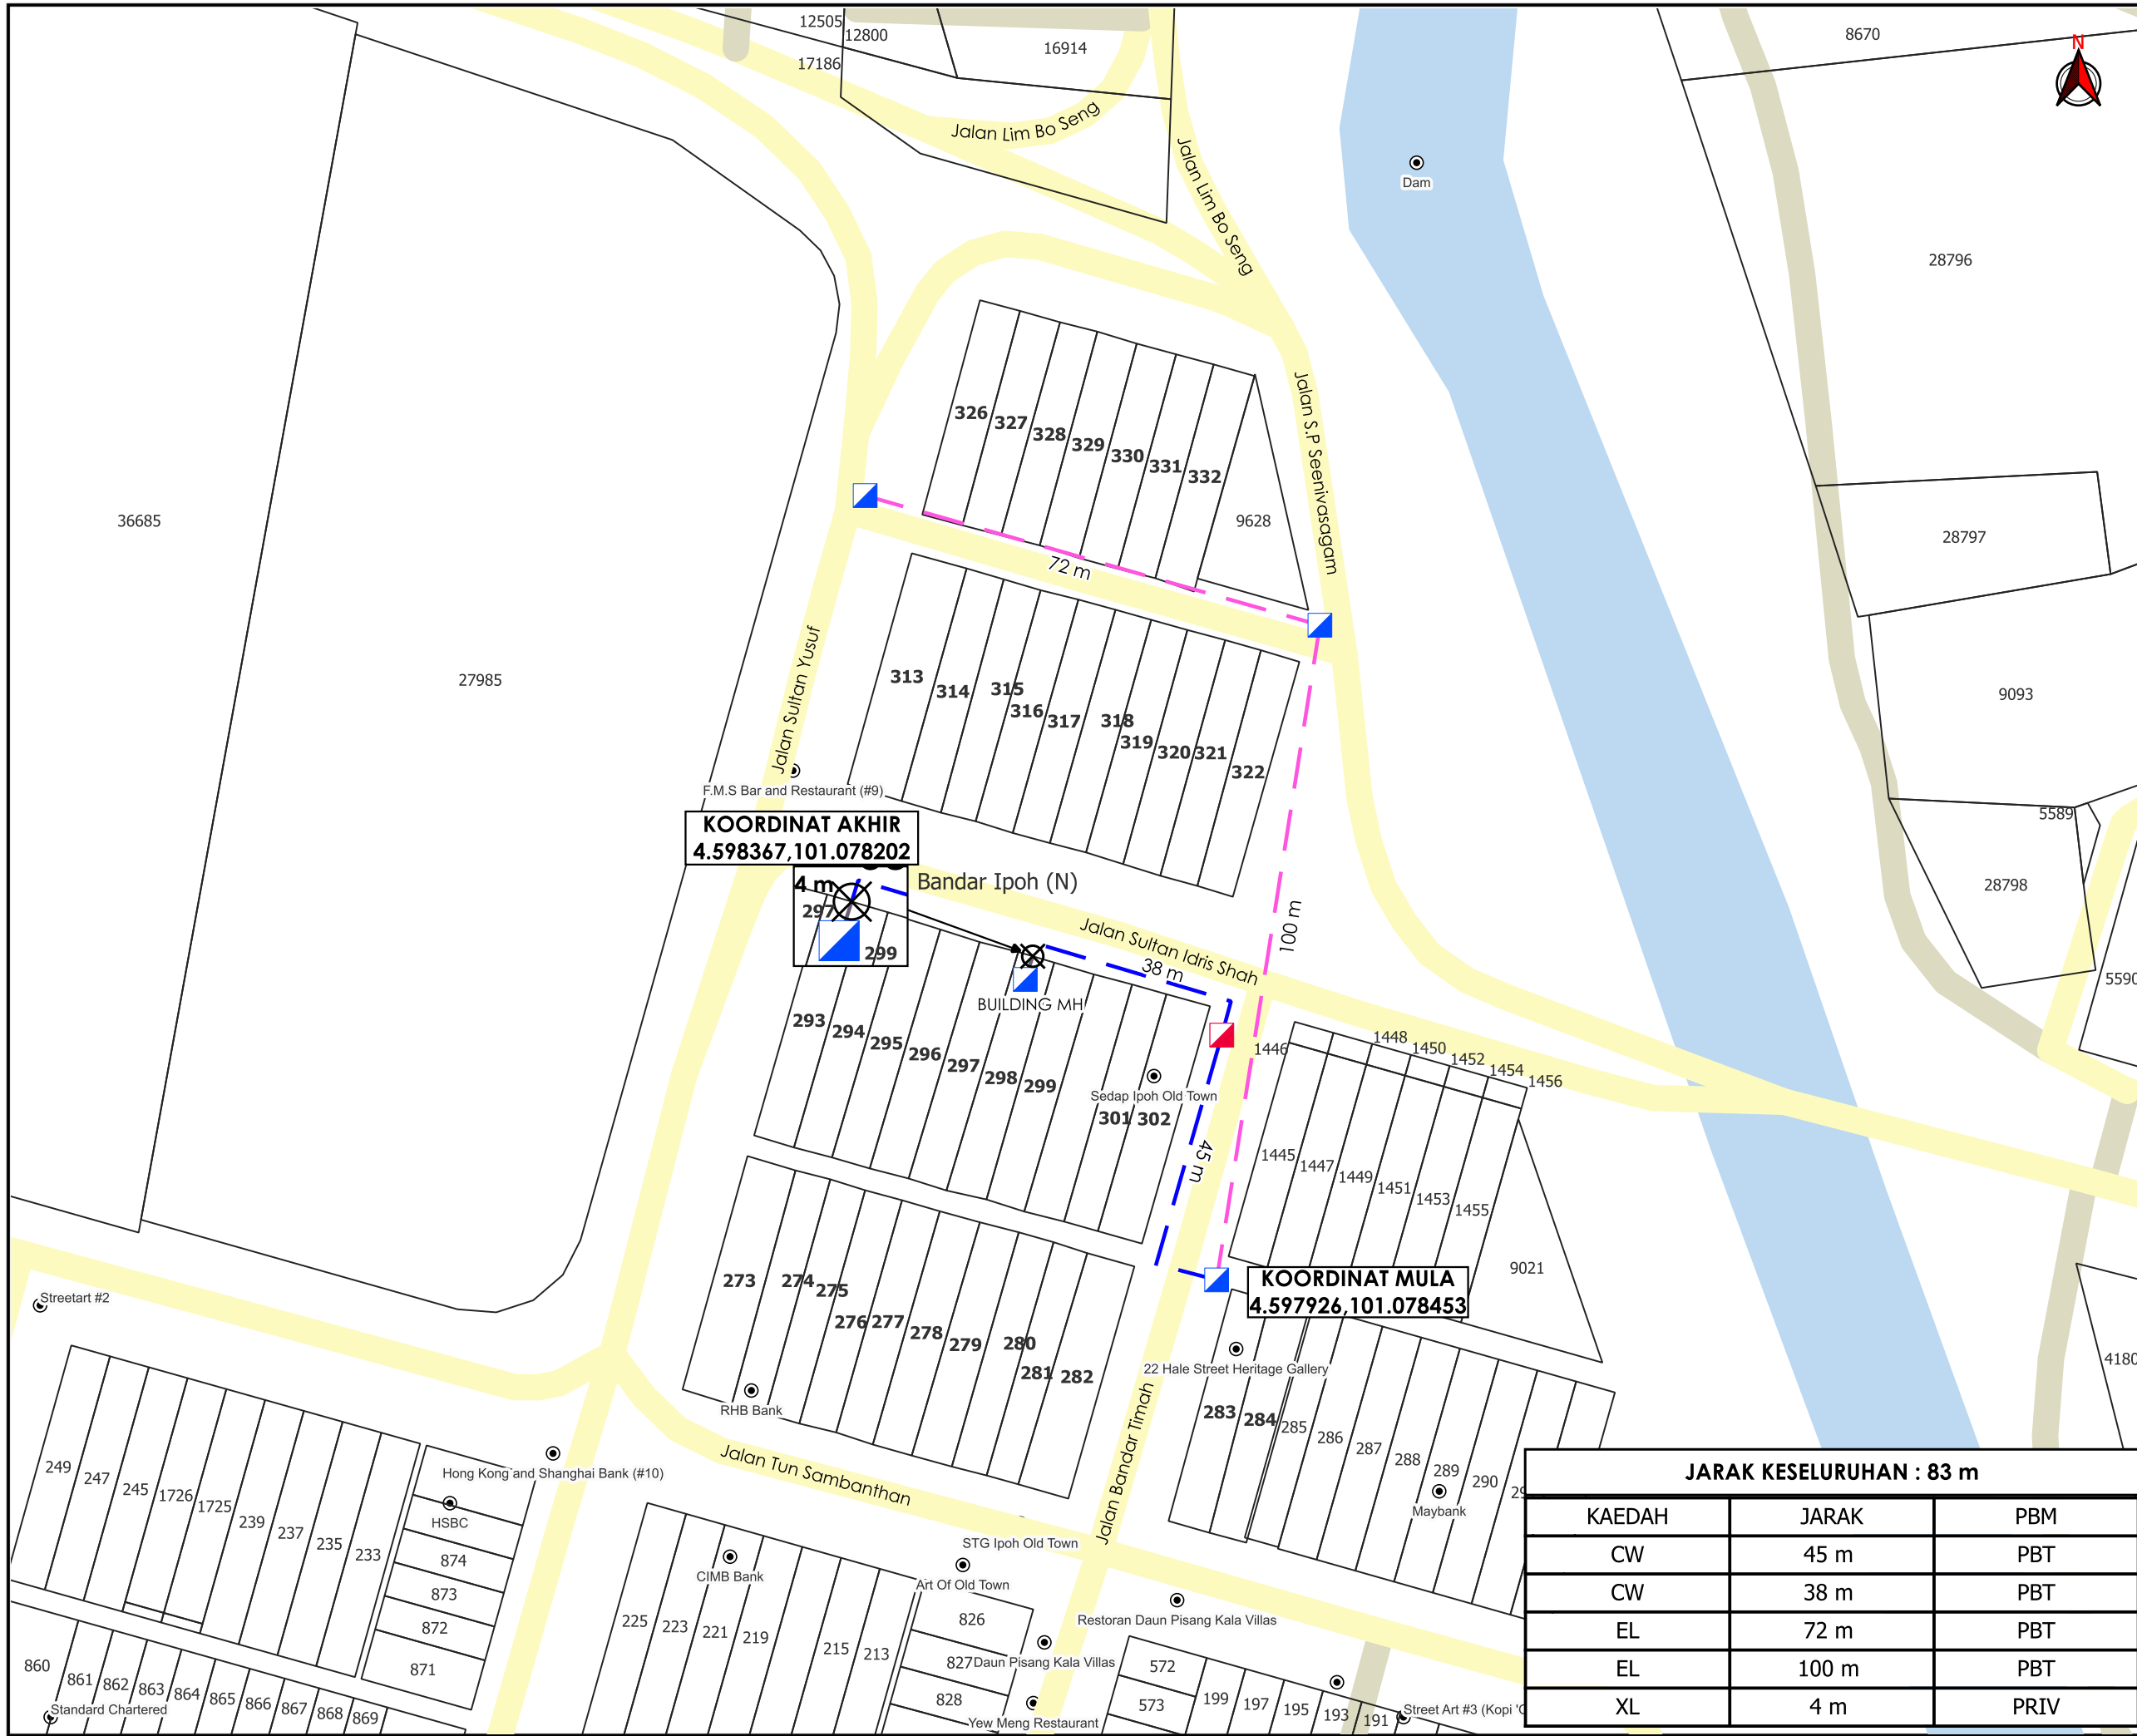 12505
12800
16914
17186
8670
N
Jalan Lim Bo Seng
Jalan Lim Bo Seng
Dam
28796
326
327
328
329
330
331
332
9628
Jalan S.P Seenivasagam
36685
28797
72 m
27985
Jalan Sultan Yusuf
313
314
315
316
317
318
319
320
321
322
9093
F.M.S Bar and Restaurant (#9)
KOORDINAT AKHIR
4.598367,101.078202
5589
28798
5590
4 m
297
299
Bandar Ipoh (N)
Jalan Sultan Idris Shah
100 m
38 m
BUILDING MH
293
294
295
296
297
298
299
Sedap Ipoh Old Town
301
302
1446
1448
1450
1452
1454
1456
45 m
1445
1447
1449
1451
1453
1455
9021
KOORDINAT MULA
4.597926,101.078453
273
274
275
276
277
278
279
280
281
282
Streetart #2
22 Hale Street Heritage Gallery
RHB Bank
4180
283
284
285
286
287
288
289
290
Maybank
Jalan Bandar Timah
Jalan Tun Sambanthan
Hong Kong and Shanghai Bank (#10)
249
247
245
1726
1725
239
237
235
233
HSBC
874
873
872
871
STG Ipoh Old Town
CIMB Bank
Art Of Old Town
225
223
221
219
215
213
826
827
828
Restoran Daun Pisang Kala Villas
Daun Pisang Kala Villas
Yew Meng Restaurant
572
573
199
197
195
193
191
Street Art #3 (Kopi
860
861
862
863
864
865
866
867
868
869
Standard Chartered
JARAK KESELURUHAN : 83 m
KAEDAH JARAK PBM
CW 45 m PBT
CW 38 m PBT
EL 72 m PBT
EL 100 m PBT
XL 4 m PRIV